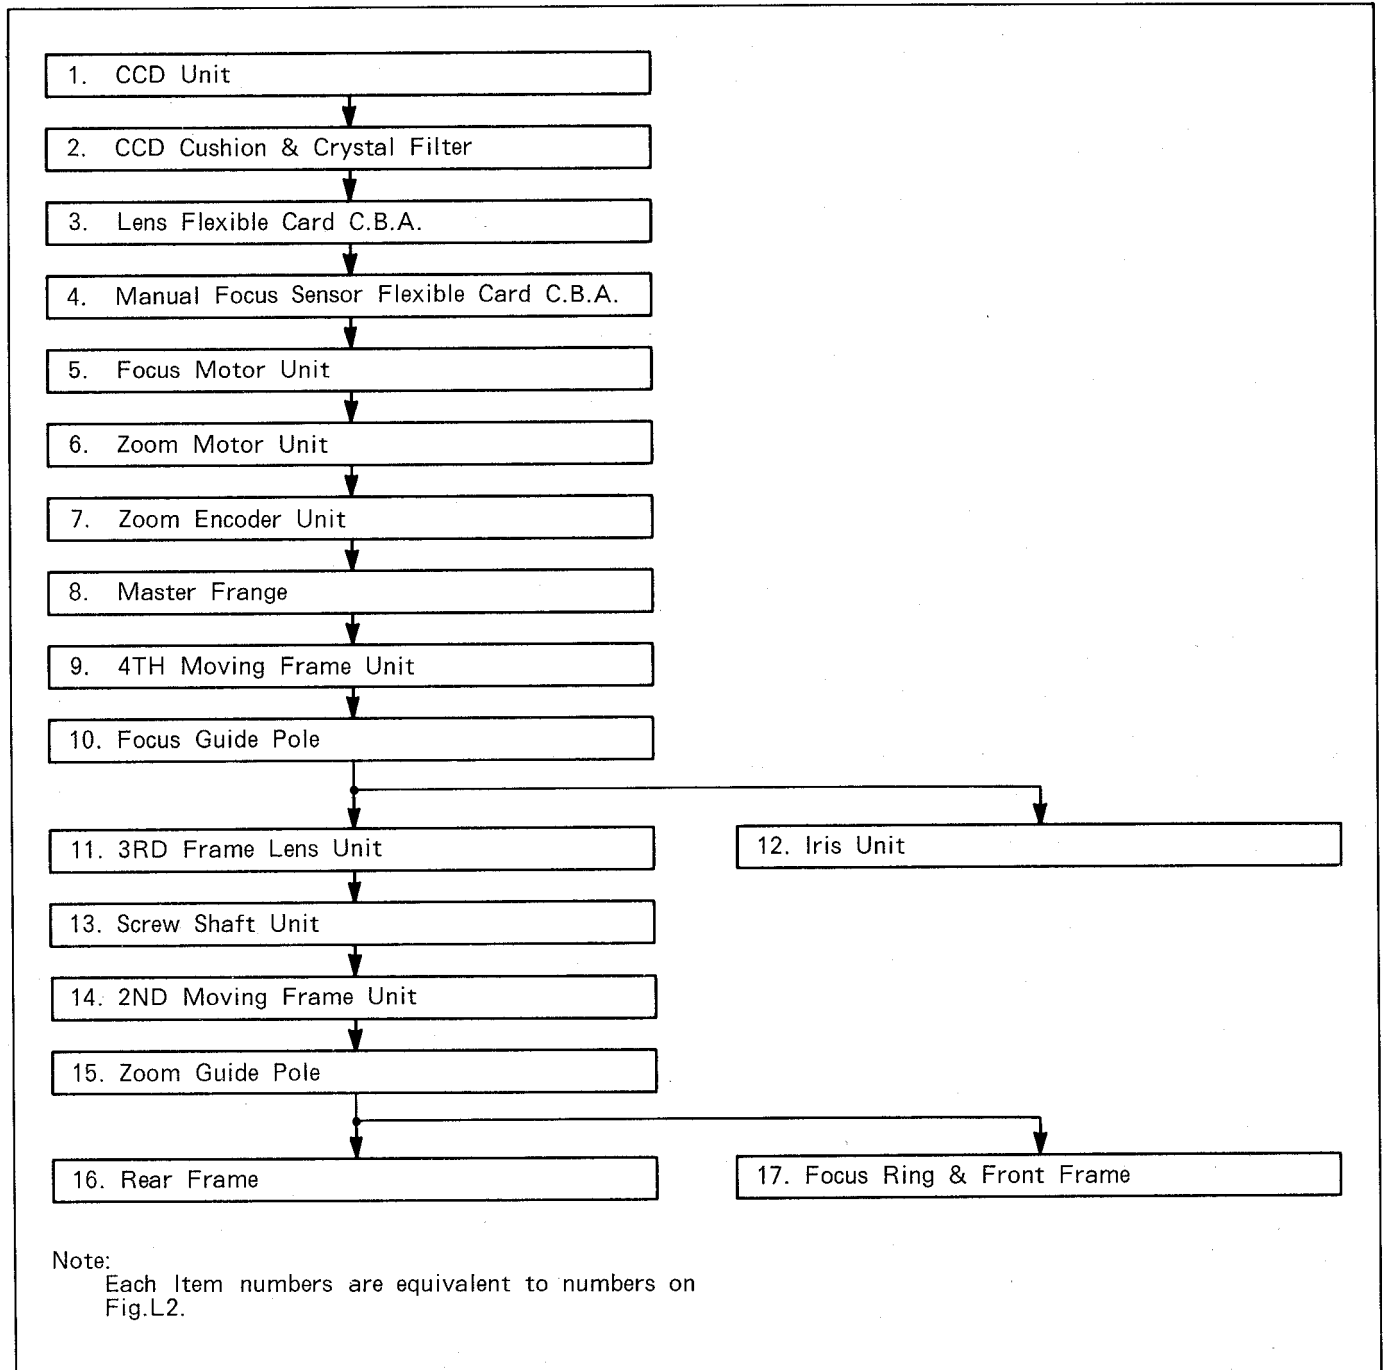 1. CCD Unit
2. CCD Cushion & Crystal Filter
3. Lens Flexible Card C.B.A.
4. Manual Focus Sensor Flexible Card C.B.A.
5. Focus Motor Unit
6. Zoom Motor Unit
7. Zoom Encoder Unit
8. Master Frange
9. 4TH Moving Frame Unit
10. Focus Guide Pole
11. 3RD Frame Lens Unit
12. Iris Unit
13. Screw Shaft Unit
14. 2ND Moving Frame Unit
15. Zoom Guide Pole
16. Rear Frame
17. Focus Ring & Front Frame
Note:
Each Item numbers are equivalent to numbers on
Fig.L2.